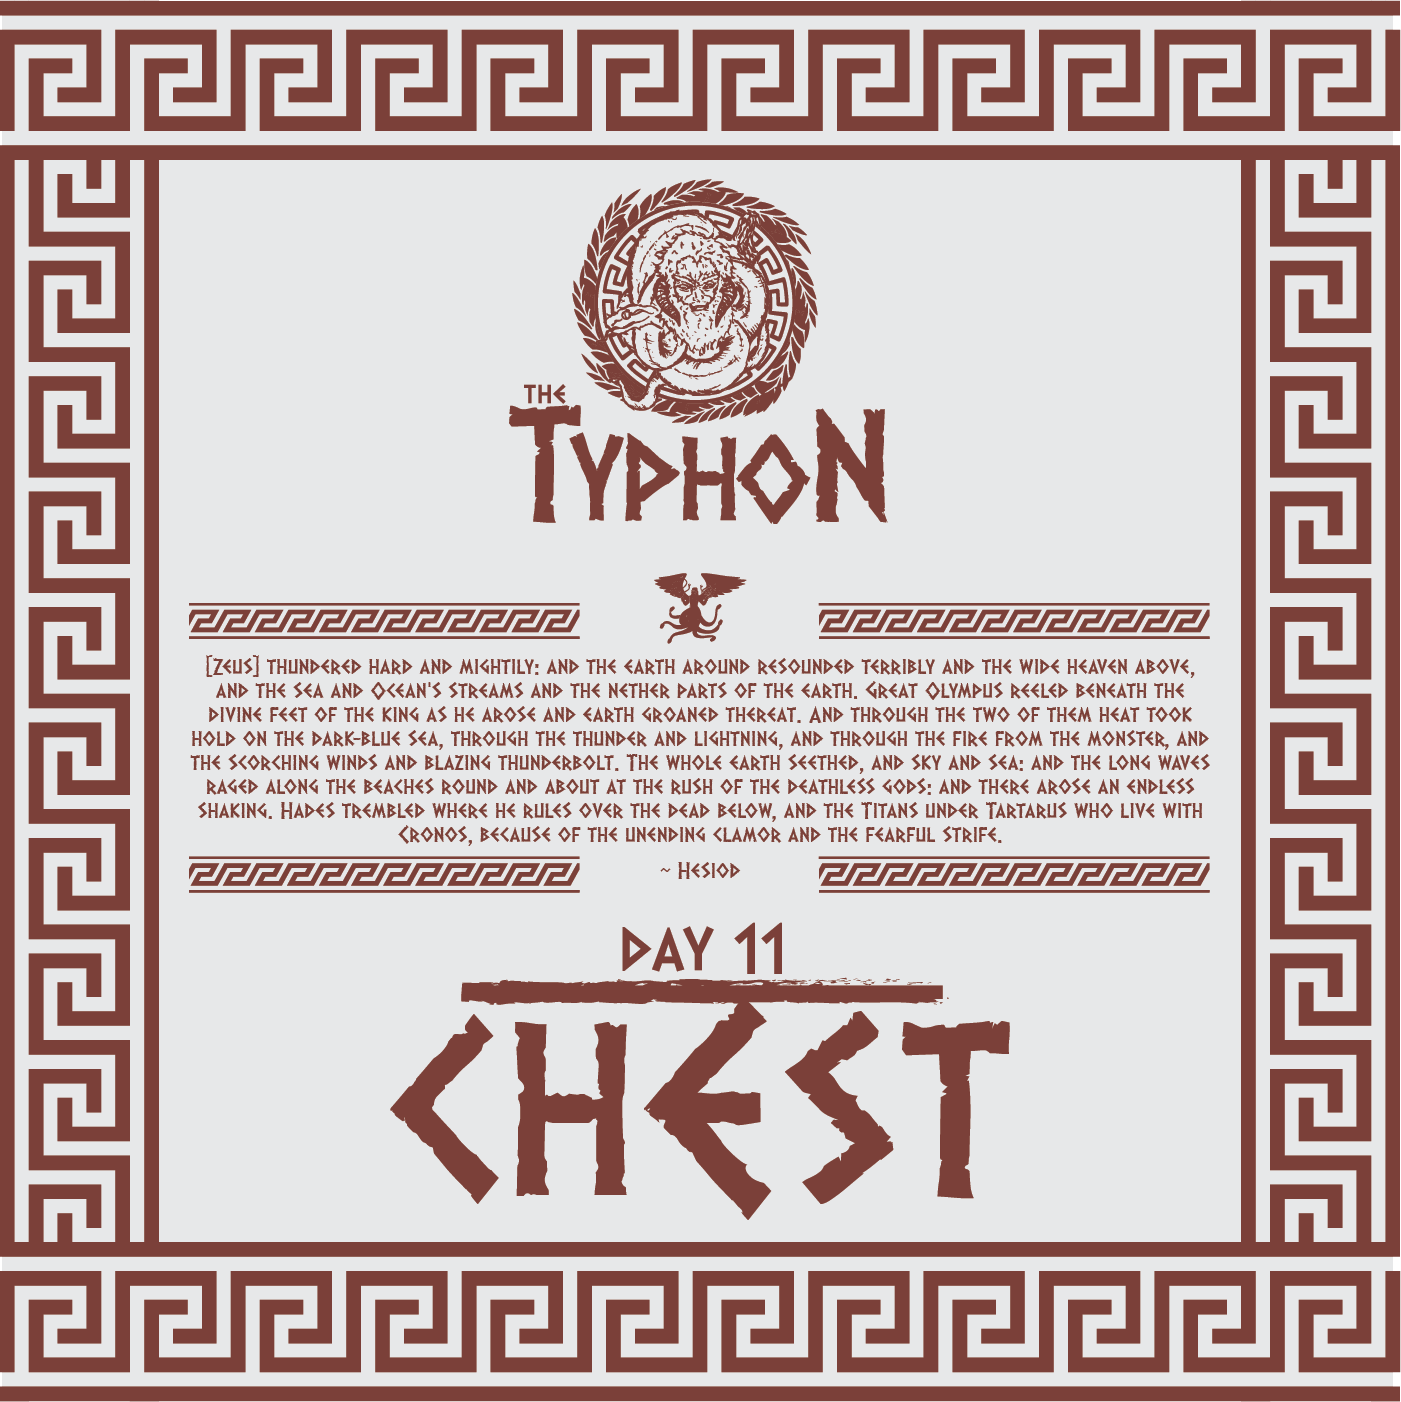 THE
TYPHON
[Zeus] thundered hard and mightily: and the earth around resounded terribly and the wide heaven above,
and the sea and Ocean's streams and the nether parts of the earth. Great Olympus reeled beneath the
divine feet of the king as he arose and earth groaned thereat. And through the two of them heat took
hold on the dark-blue sea, through the thunder and lightning, and through the fire from the monster, and
the scorching winds and blazing thunderbolt. The whole earth seethed, and sky and sea: and the long waves
raged along the beaches round and about at the rush of the deathless gods: and there arose an endless
shaking. Hades trembled where he rules over the dead below, and the Titans under Tartarus who live with
Cronos, because of the unending clamor and the fearful strife.
~ Hesiod
DAY 11
CHEST